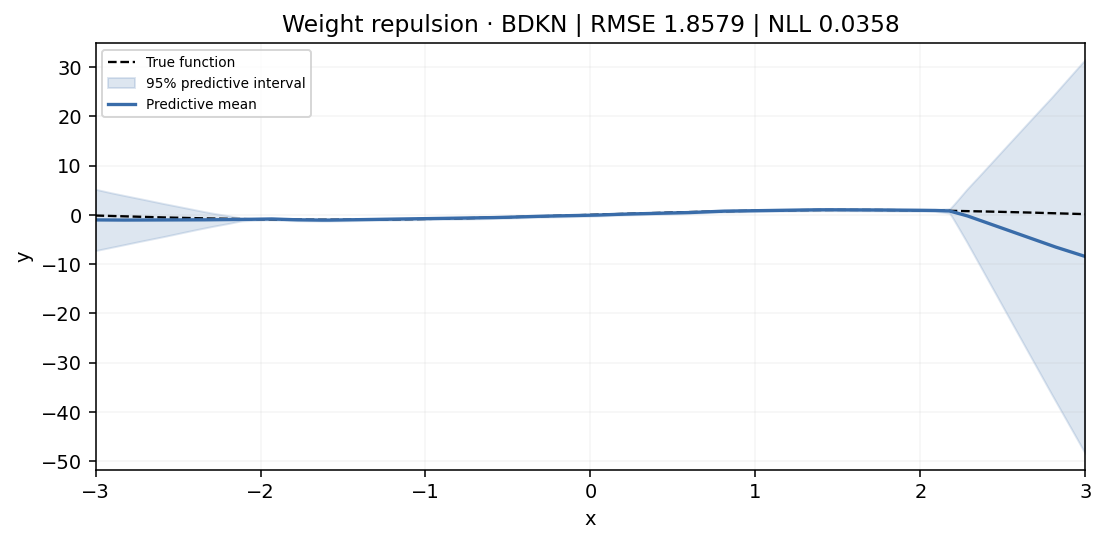 Weight repulsion · BDKN | RMSE 1.8579 | NLL 0.0358
True function
95% predictive interval
Predictive mean
30
20
10
0
−10
−20
−30
−40
−50
y
−3 −2 −1 0 1 2 3
x